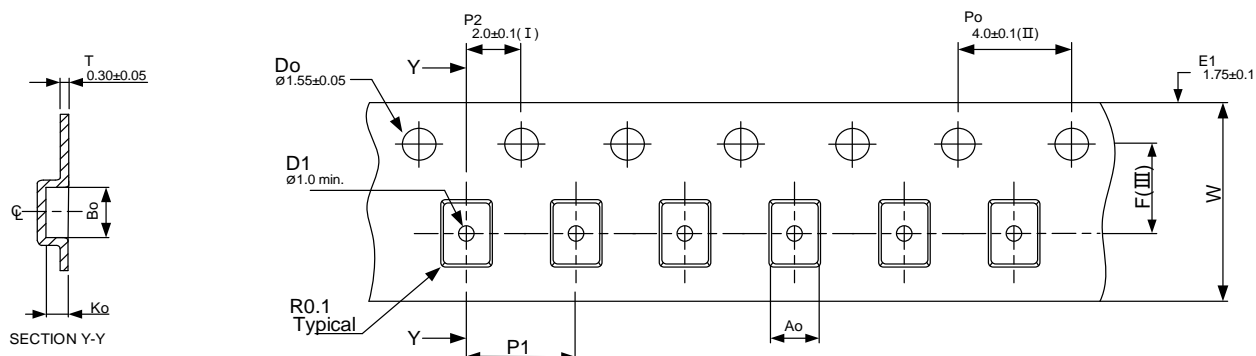 T
0.30±0.05
Bo
Ko
℄
SECTION Y-Y
P2
2.0±0.1(Ⅰ)
Po
4.0±0.1(Ⅱ)
E1
1.75±0.1
Y
Do
Ø1.55±0.05
D1
Ø1.0 min.
F(Ⅲ)
W
R0.1
Typical
Y
P1
Ao